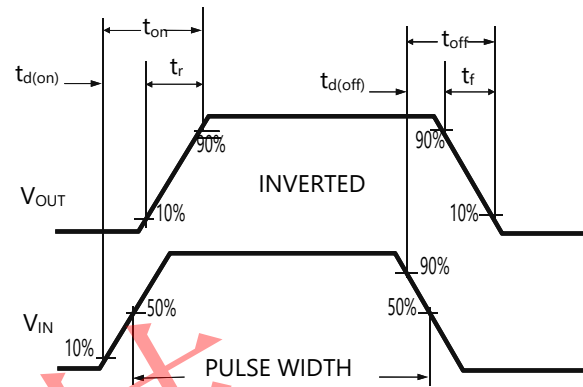 ton
toff
td(on)
tr
td(off)
tf
90%
90%
VOUT
INVERTED
10%
10%
90%
VIN
50%
50%
10%
PULSE WIDTH